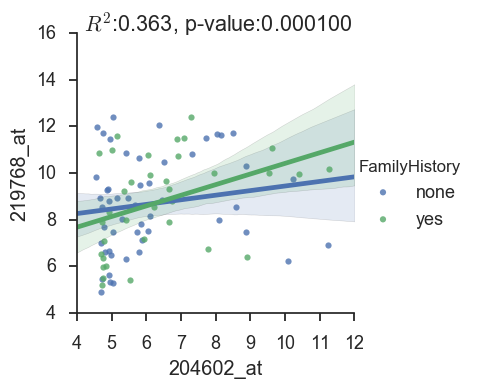 R²:0.363, p-value:0.000100
16
14
12
10
8
6
4
219768_at
4 5 6 7 8 9 10 11 12
204602_at
FamilyHistory
none
yes